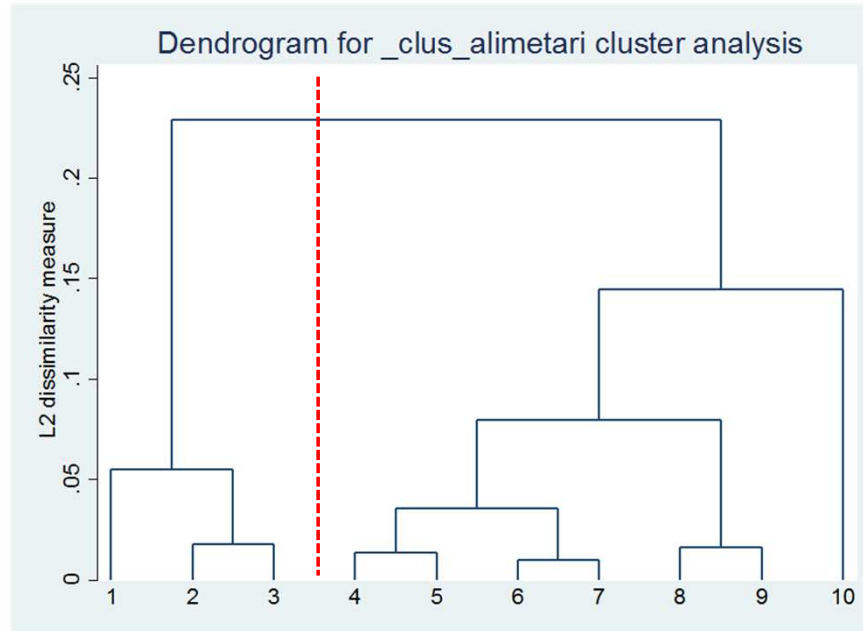 Dendrogram for _clus_alimetari cluster analysis
L2 dissimilarity measure
.25
.2
.15
.1
.05
0
1 2 3 4 5 6 7 8 9 10